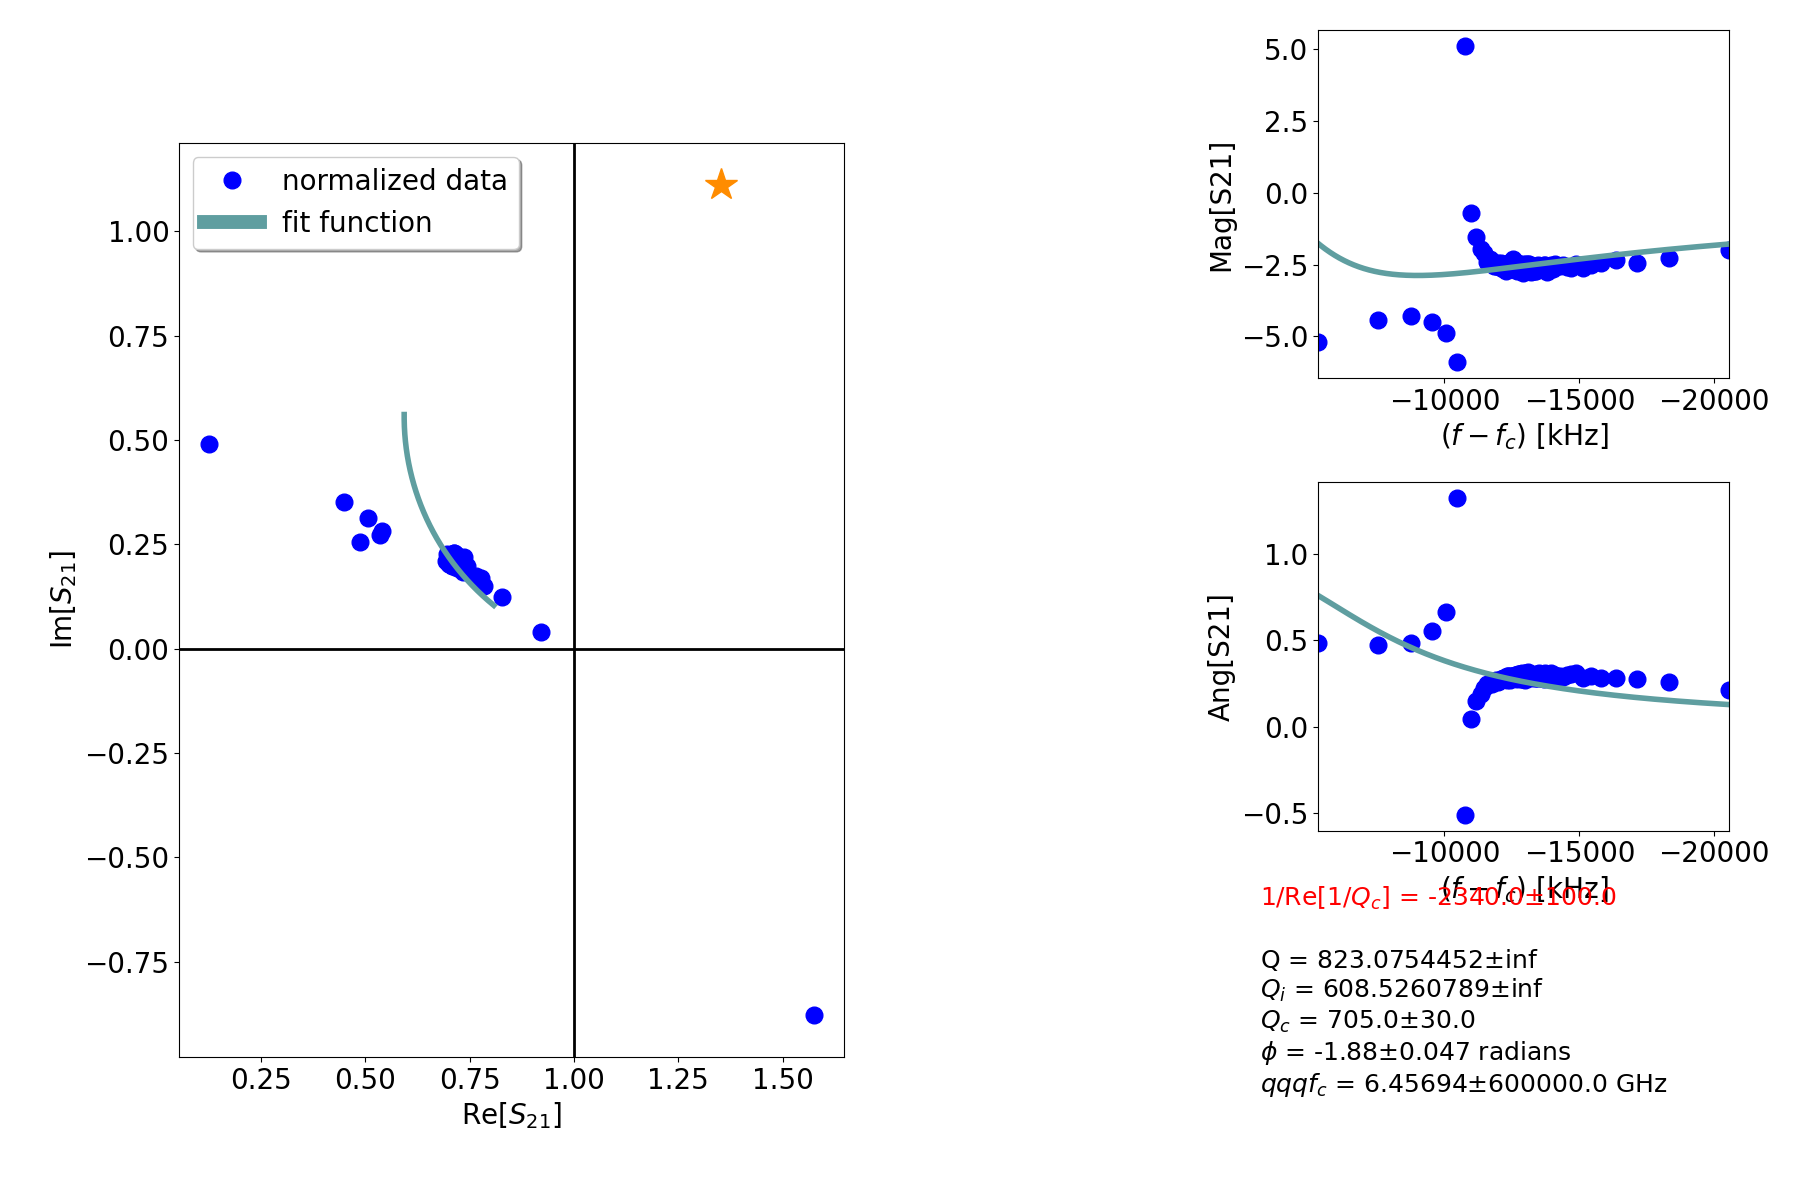 normalized data
fit function
1.00
0.75
0.50
0.25
0.00
−0.25
−0.50
−0.75
Im[S21]
0.25 0.50 0.75 1.00 1.25 1.50
Re[S21]
5.0
2.5
0.0
−2.5
−5.0
Mag[S21]
−10000 −15000 −20000
(f − fc) [kHz]
1.0
0.5
0.0
−0.5
Ang[S21]
−10000 −15000 −20000
(f − fc) [kHz]
1/Re[1/Qc] = -2340.0±100.0
Q = 823.0754452±inf
Qi = 608.5260789±inf
Qc = 705.0±30.0
ϕ = -1.88±0.047 radians
qqqfc = 6.45694±600000.0 GHz